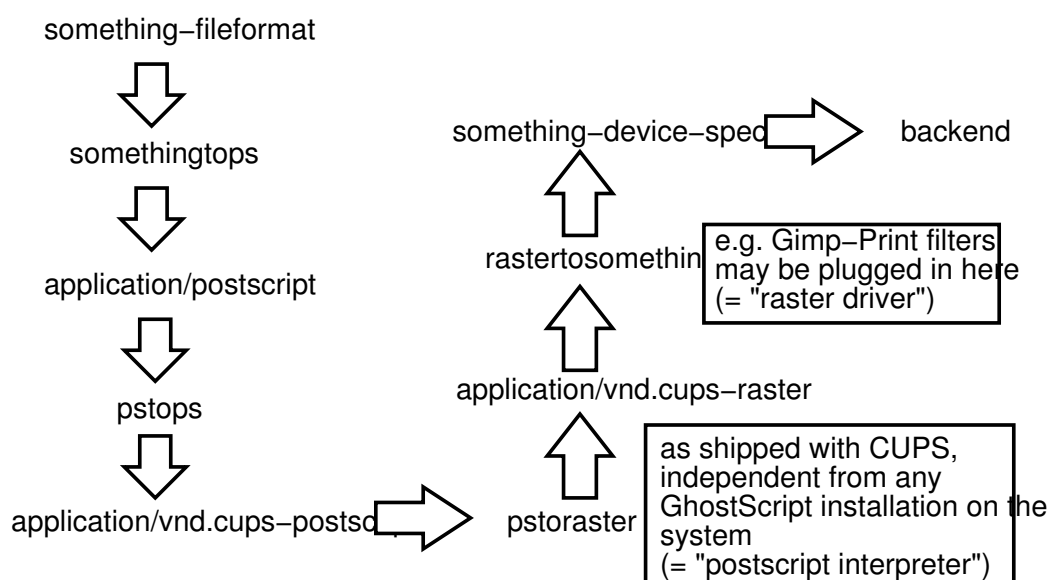 something−fileformat
somethingtops
application/postscript
pstops
application/vnd.cups−postsc
pstoraster
as shipped with CUPS,
independent from any
GhostScript installation on the
system
(= "postscript interpreter")
application/vnd.cups−raster
rastertosomethin
e.g. Gimp−Print filters
may be plugged in here
(= "raster driver")
something−device−spec
backend